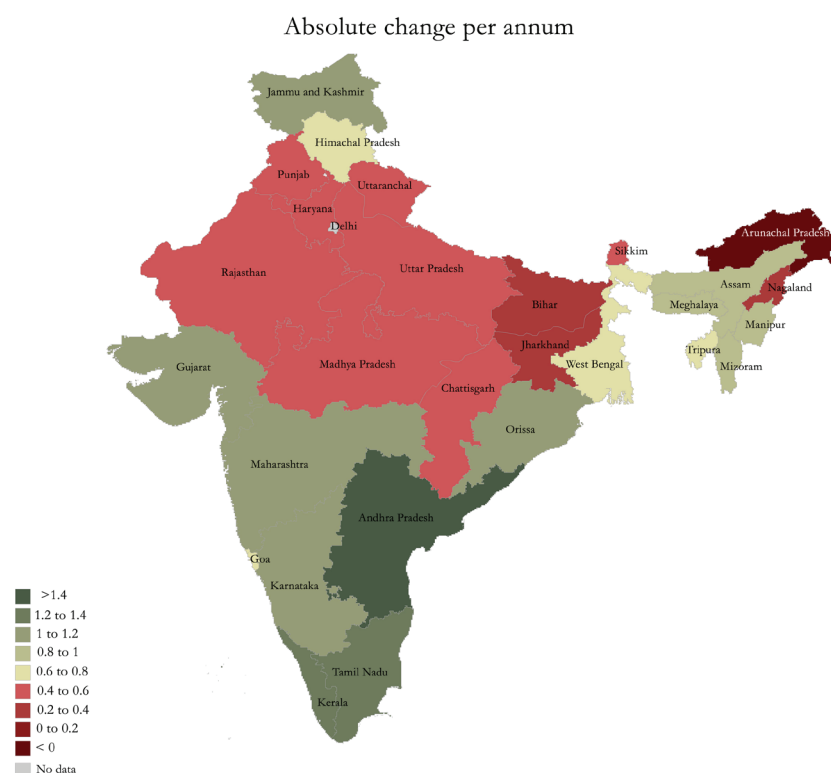 Absolute change per annum
Jammu and Kashmir
Himachal Pradesh
Punjab
Uttaranchal
Haryana
Delhi
Arunachal Pradesh
Sikkim
Rajasthan
Uttar Pradesh
Assam
Nagaland
Bihar
Meghalaya
Manipur
Jharkhand
Tripura
Gujarat
Madhya Pradesh
West Bengal
Mizoram
Chattisgarh
Orissa
Maharashtra
Andhra Pradesh
Goa
Karnataka
Tamil Nadu
Kerala
>1.4
1.2 to 1.4
1 to 1.2
0.8 to 1
0.6 to 0.8
0.4 to 0.6
0.2 to 0.4
0 to 0.2
< 0
No data